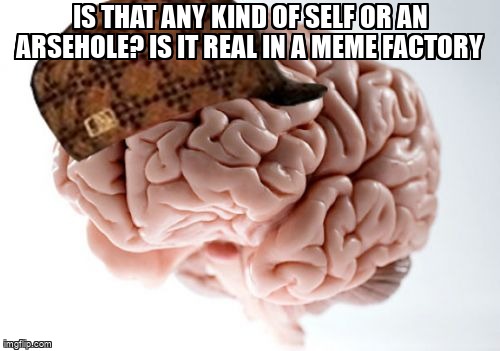 IS THAT ANY KIND OF SELF OR AN
ARSEHOLE? IS IT REAL IN A MEME FACTORY
imgflip.com